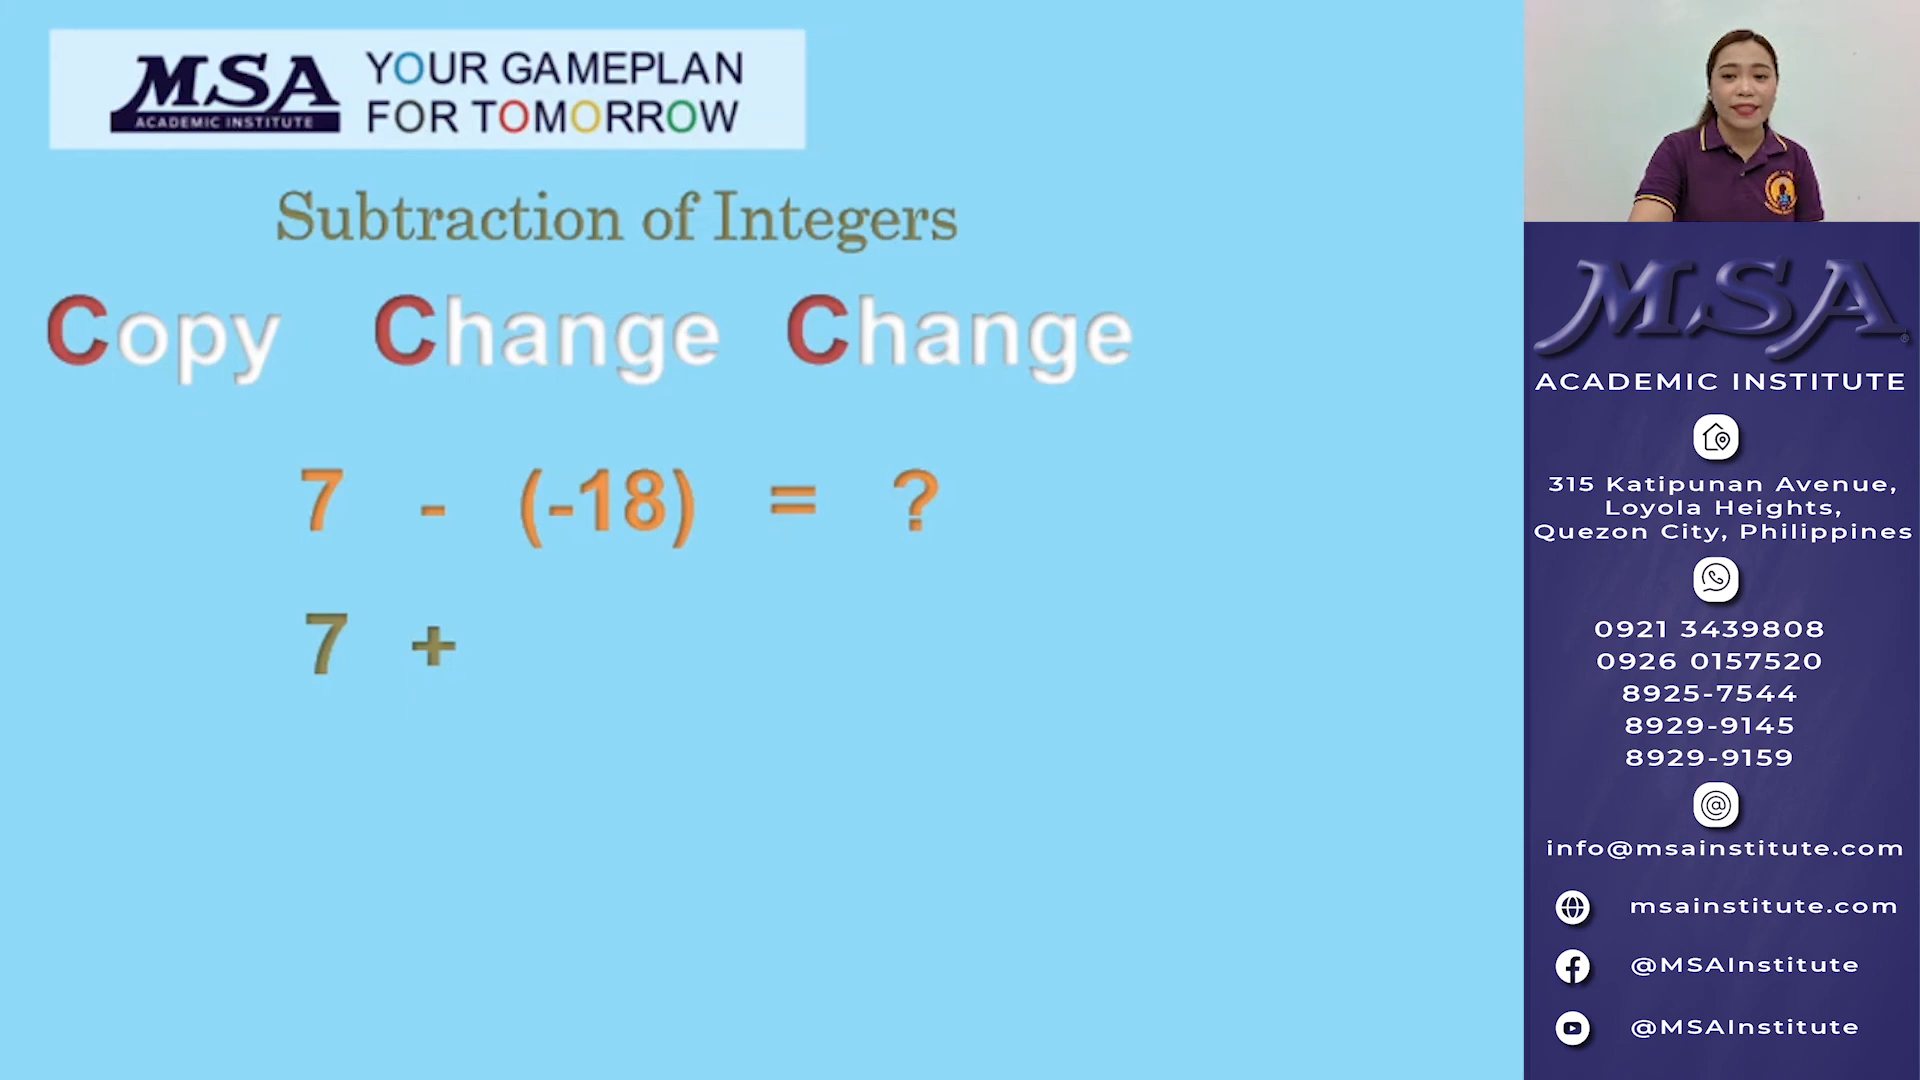 MSA
ACADEMIC INSTITUTE
YOUR GAMEPLAN
FOR TOMORROW
Subtraction of Integers
Copy Change Change
7 - (-18) = ?
7 +
MSA
ACADEMIC INSTITUTE
315 Katipunan Avenue,
Loyola Heights,
Quezon City, Philippines
0921 3439808
0926 0157520
8925-7544
8929-9145
8929-9159
info@msainstitute.com
msainstitute.com
@MSAInstitute
@MSAInstitute